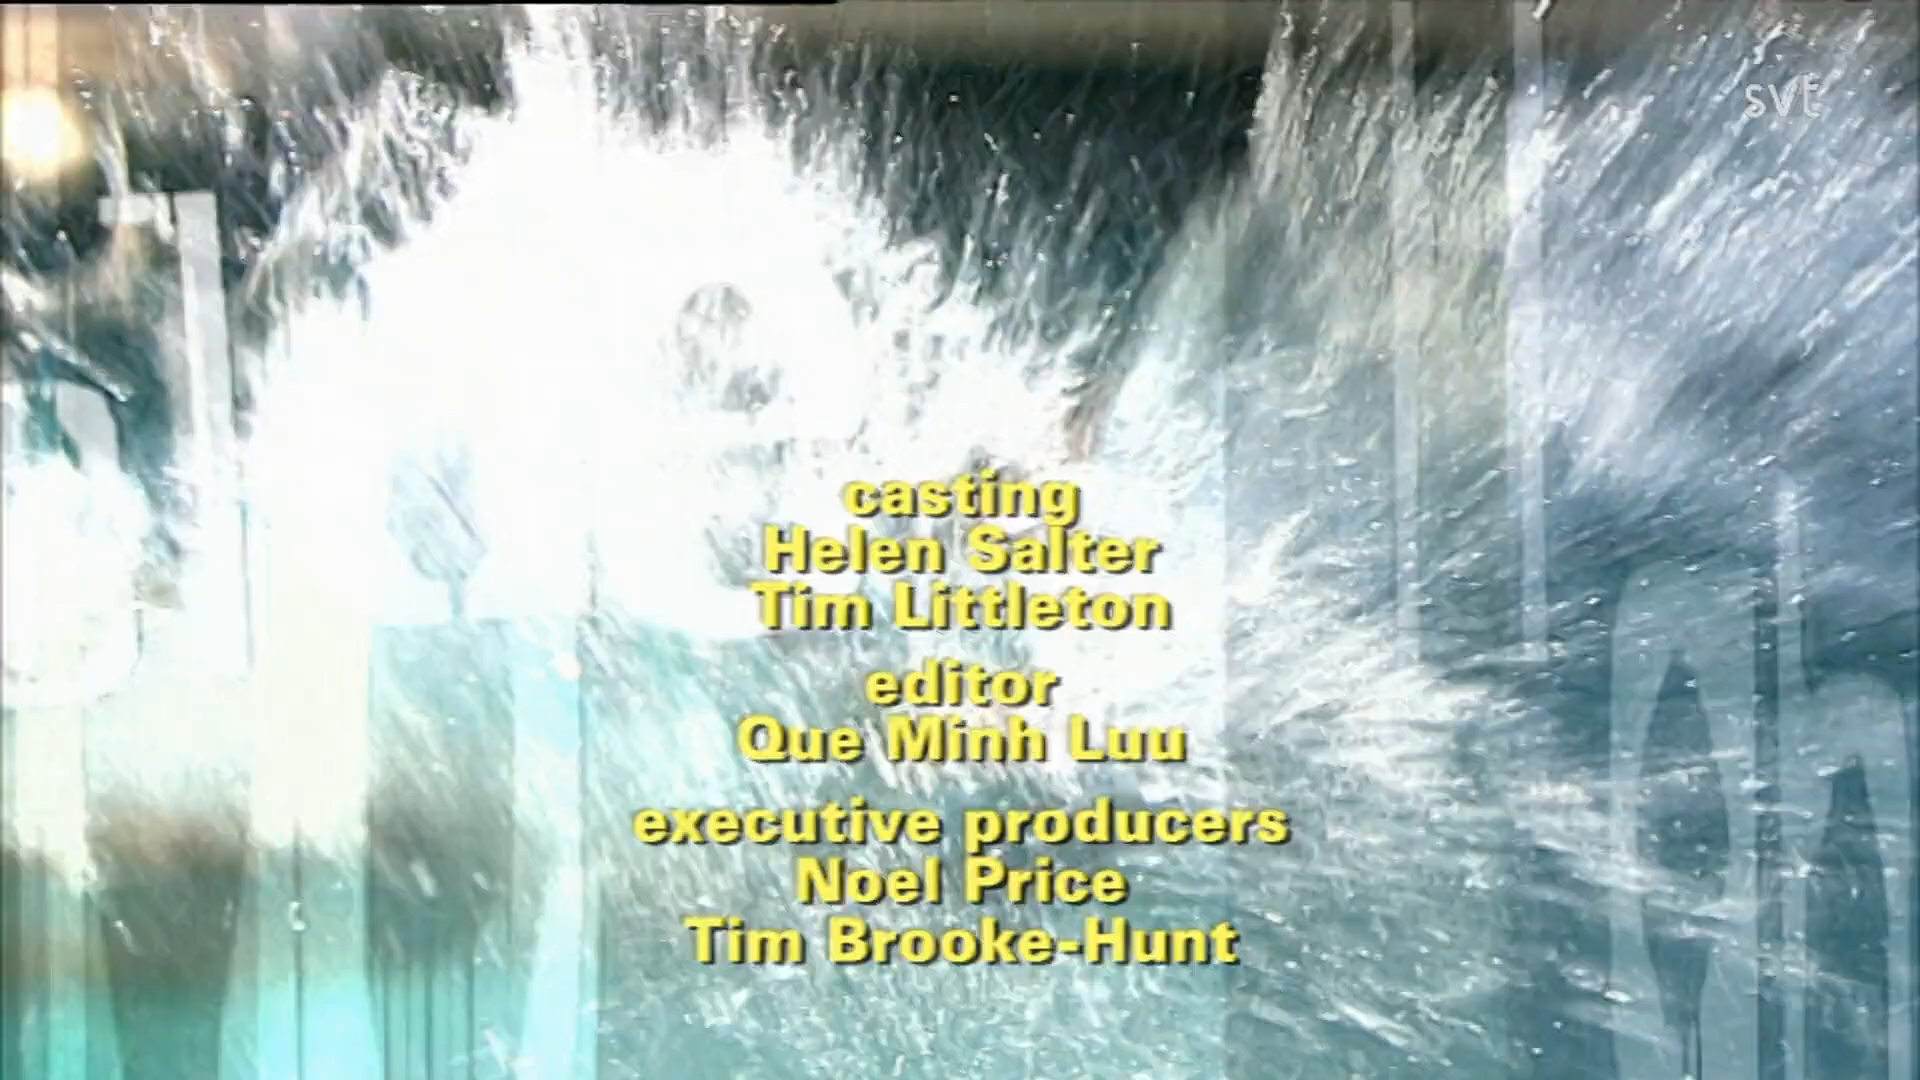 svt
casting
Helen Salter
Tim Littleton
editor
Que Minh Luu
executive producers
Noel Price
Tim Brooke-Hunt